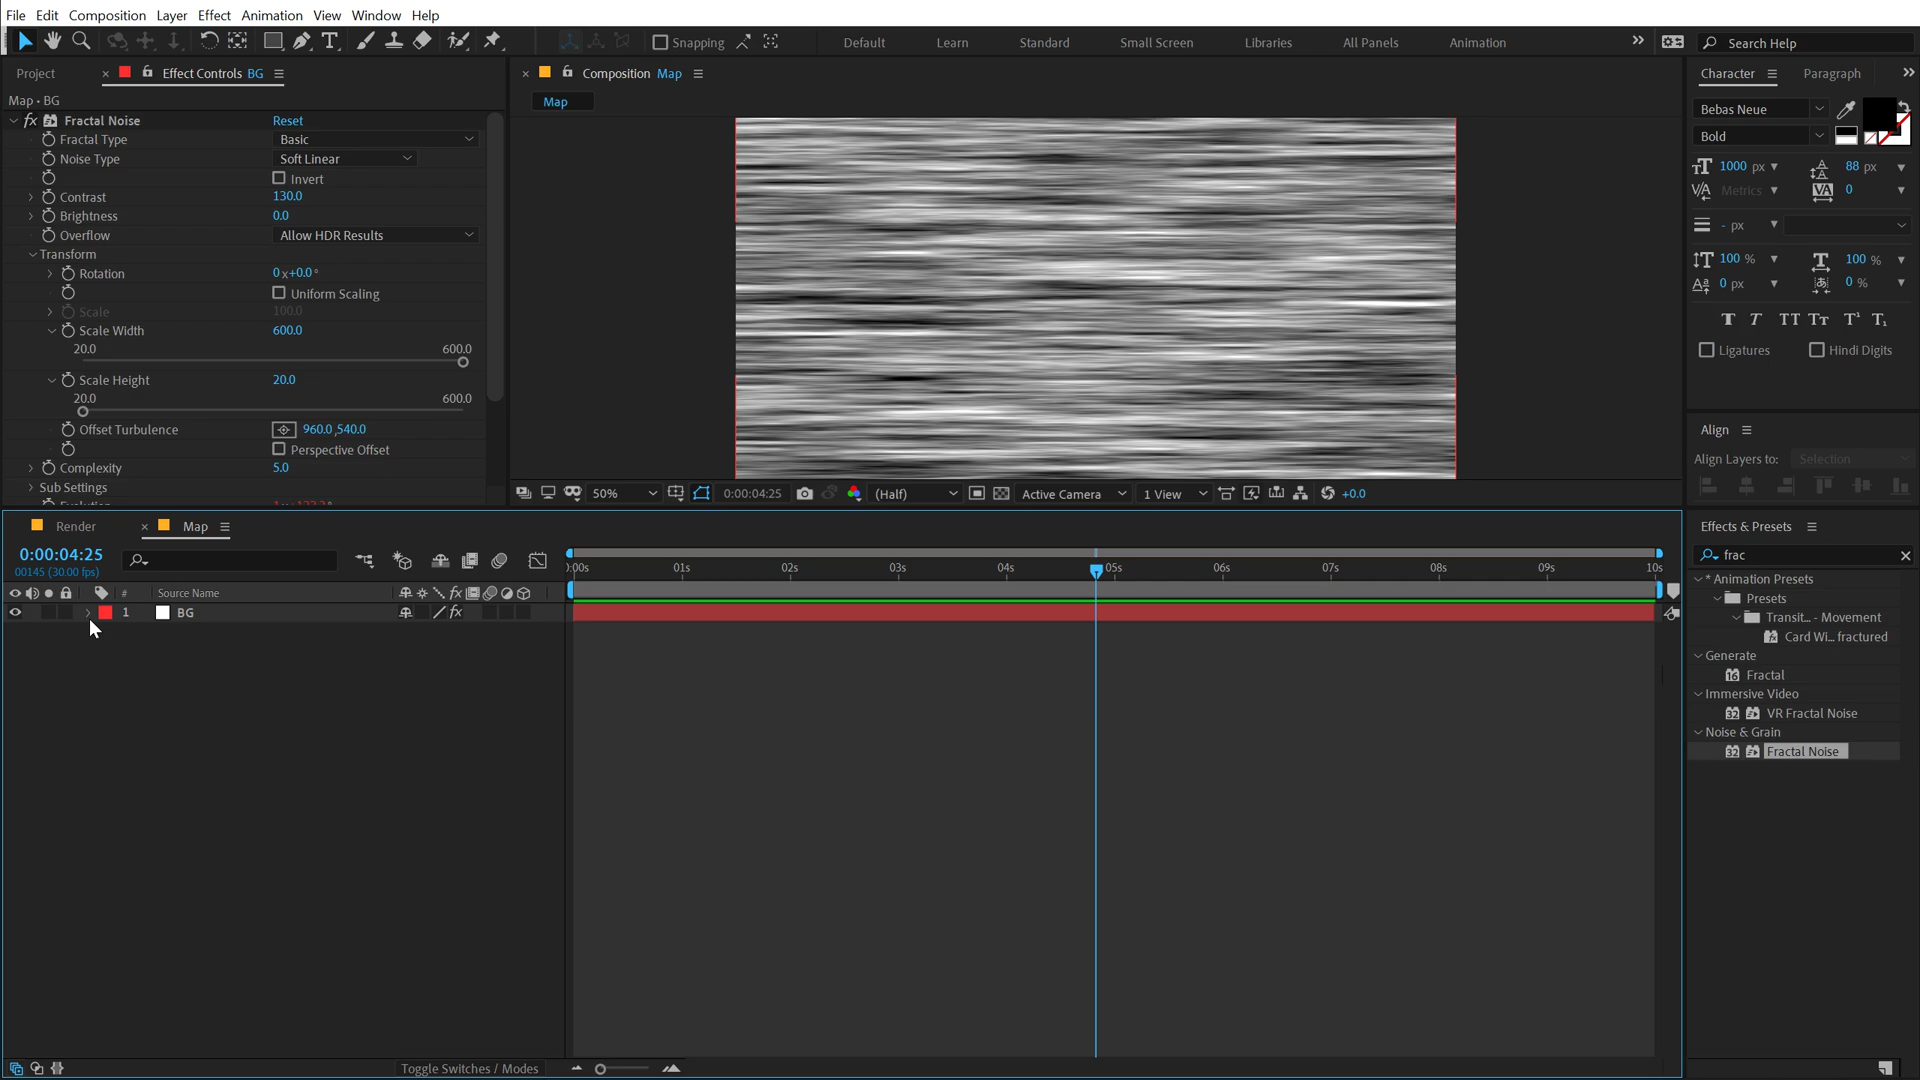 File Edit Composition Layer Effect Animation View Window Help
Snapping Default Learn Standard Small Screen Libraries All Panels Animation Search Help
Project Effect Controls BG Composition Map Character Paragraph
Map • BG Map
Fractal Noise Reset Bebas Neue
Fractal Type Basic Bold
Noise Type Soft Linear 1000 px 88 px
Invert Metrics 0
Contrast 130.0
Brightness 0.0 - px
Overflow Allow HDR Results
Transform 100 % 100 %
Rotation 0 x+0.0 ° 0 px 0 %
Uniform Scaling
Scale 100.0
Scale Width 600.0
20.0 600.0 Ligatures Hindi Digits
Scale Height 20.0
20.0 600.0
Offset Turbulence 960.0 ,540.0 Align
Perspective Offset Align Layers to: Selection
Complexity 5.0
Sub Settings
50% 0:00:04:25 (Half) Active Camera 1 View +0.0
Render Map Effects & Presets
0:00:04:25 frac
00145 (30.00 fps) 01s 02s 03s 04s 05s 06s 07s 08s 09s 10s
* Animation Presets
# Source Name Presets
1 BG Transit... - Movement
Card Wi... fractured
Generate
Fractal
Immersive Video
VR Fractal Noise
Noise & Grain
Fractal Noise
Toggle Switches / Modes